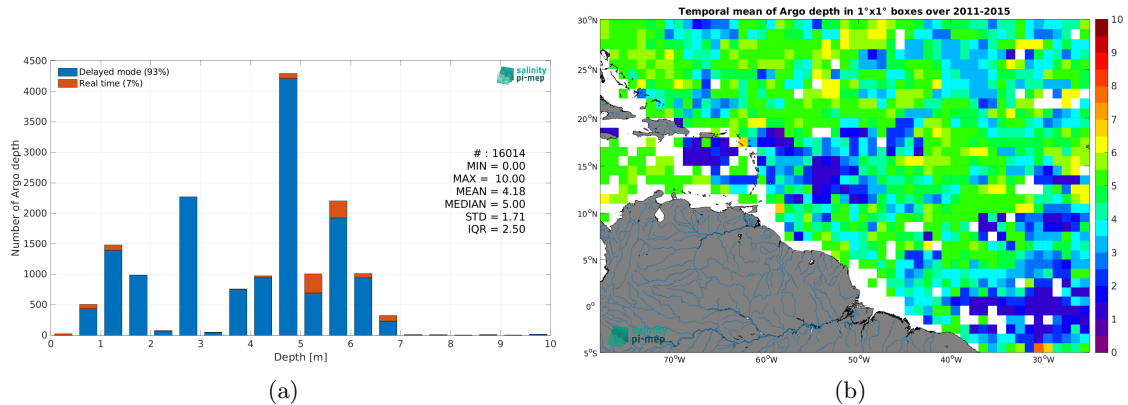 Delayed mode (93%)
Real time (7%)
salinity
pi-mep
4500
4000
3500
3000
2500
2000
1500
1000
500
0
Number of Argo depth
# : 16014
MIN = 0.00
MAX = 10.00
MEAN = 4.18
MEDIAN = 5.00
STD = 1.71
IQR = 2.50
0 1 2 3 4 5 6 7 8 9 10
Depth [m]
(a)
Temporal mean of Argo depth in 1°x1° boxes over 2011-2015
30°N
25°N
20°N
15°N
10°N
5°N
0°
5°S
70°W 60°W 50°W 40°W 30°W
salinity
pi-mep
10
9
8
7
6
5
4
3
2
1
0
(b)